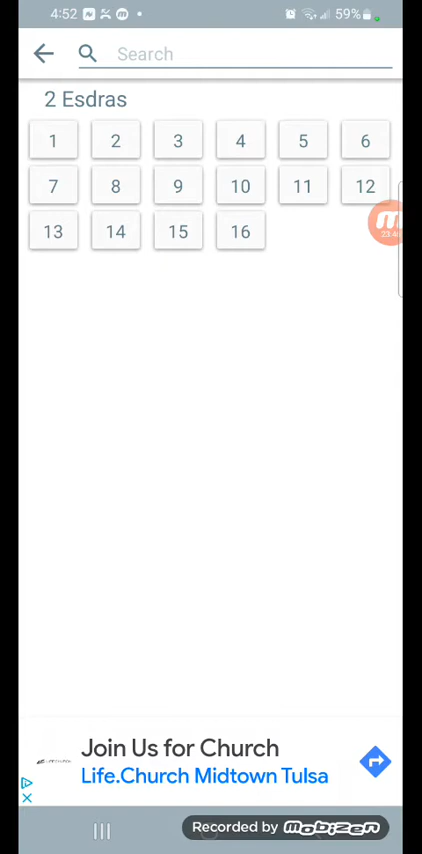 4:52 59%
Search
2 Esdras
1 2 3 4 5 6
7 8 9 10 11 12
13 14 15 16
Join Us for Church
Life.Church Midtown Tulsa
Recorded by mobizen